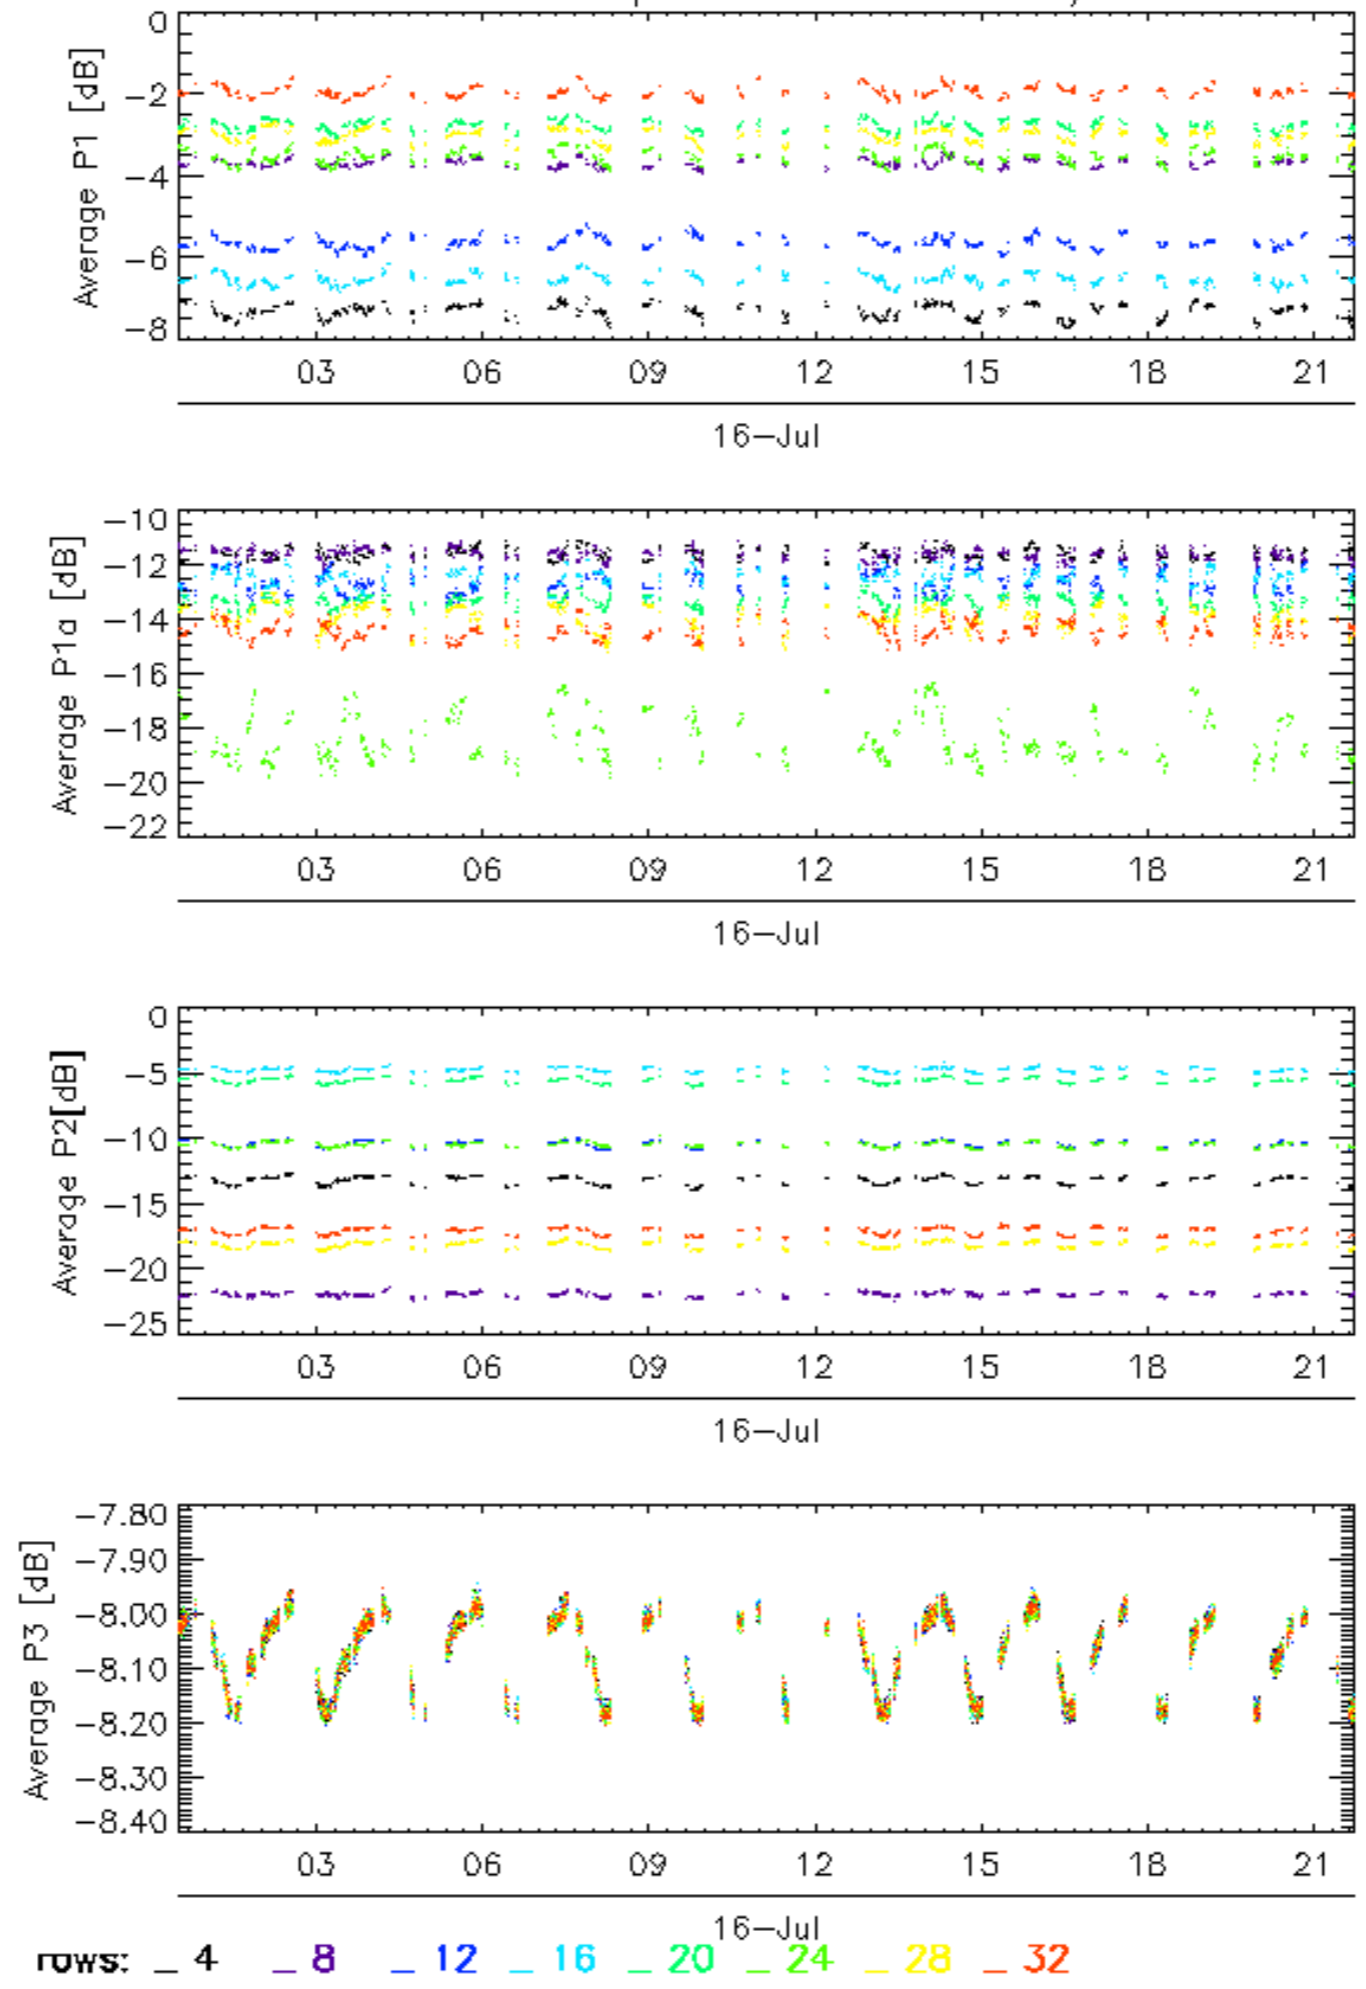 Average P1 [dB]
0
−2
−4
−6
−8
03 06 09 12 15 18 21
16−Jul
Average P1a [dB]
−10
−12
−14
−16
−18
−20
−22
03 06 09 12 15 18 21
16−Jul
Average P2[dB]
0
−5
−10
−15
−20
−25
03 06 09 12 15 18 21
16−Jul
Average P3 [dB]
−7.80
−7.90
−8.00
−8.10
−8.20
−8.30
−8.40
03 06 09 12 15 18 21
16−Jul
rows: _ 4 _ 8 _ 12 _ 16 _ 20 _ 24 _ 28 _ 32